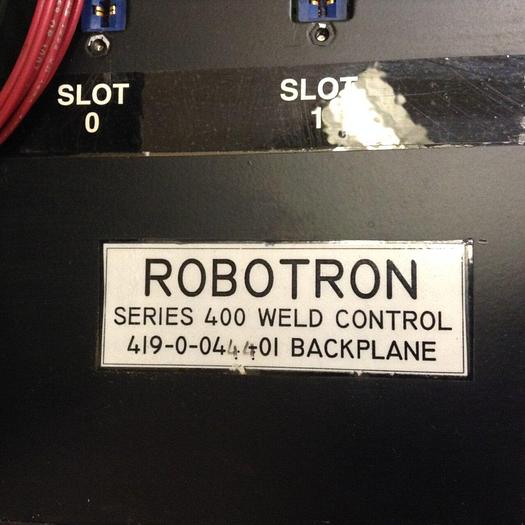 SLOT
0
SLOT
1
ROBOTRON
SERIES 400 WELD CONTROL
419-0-044401 BACKPLANE